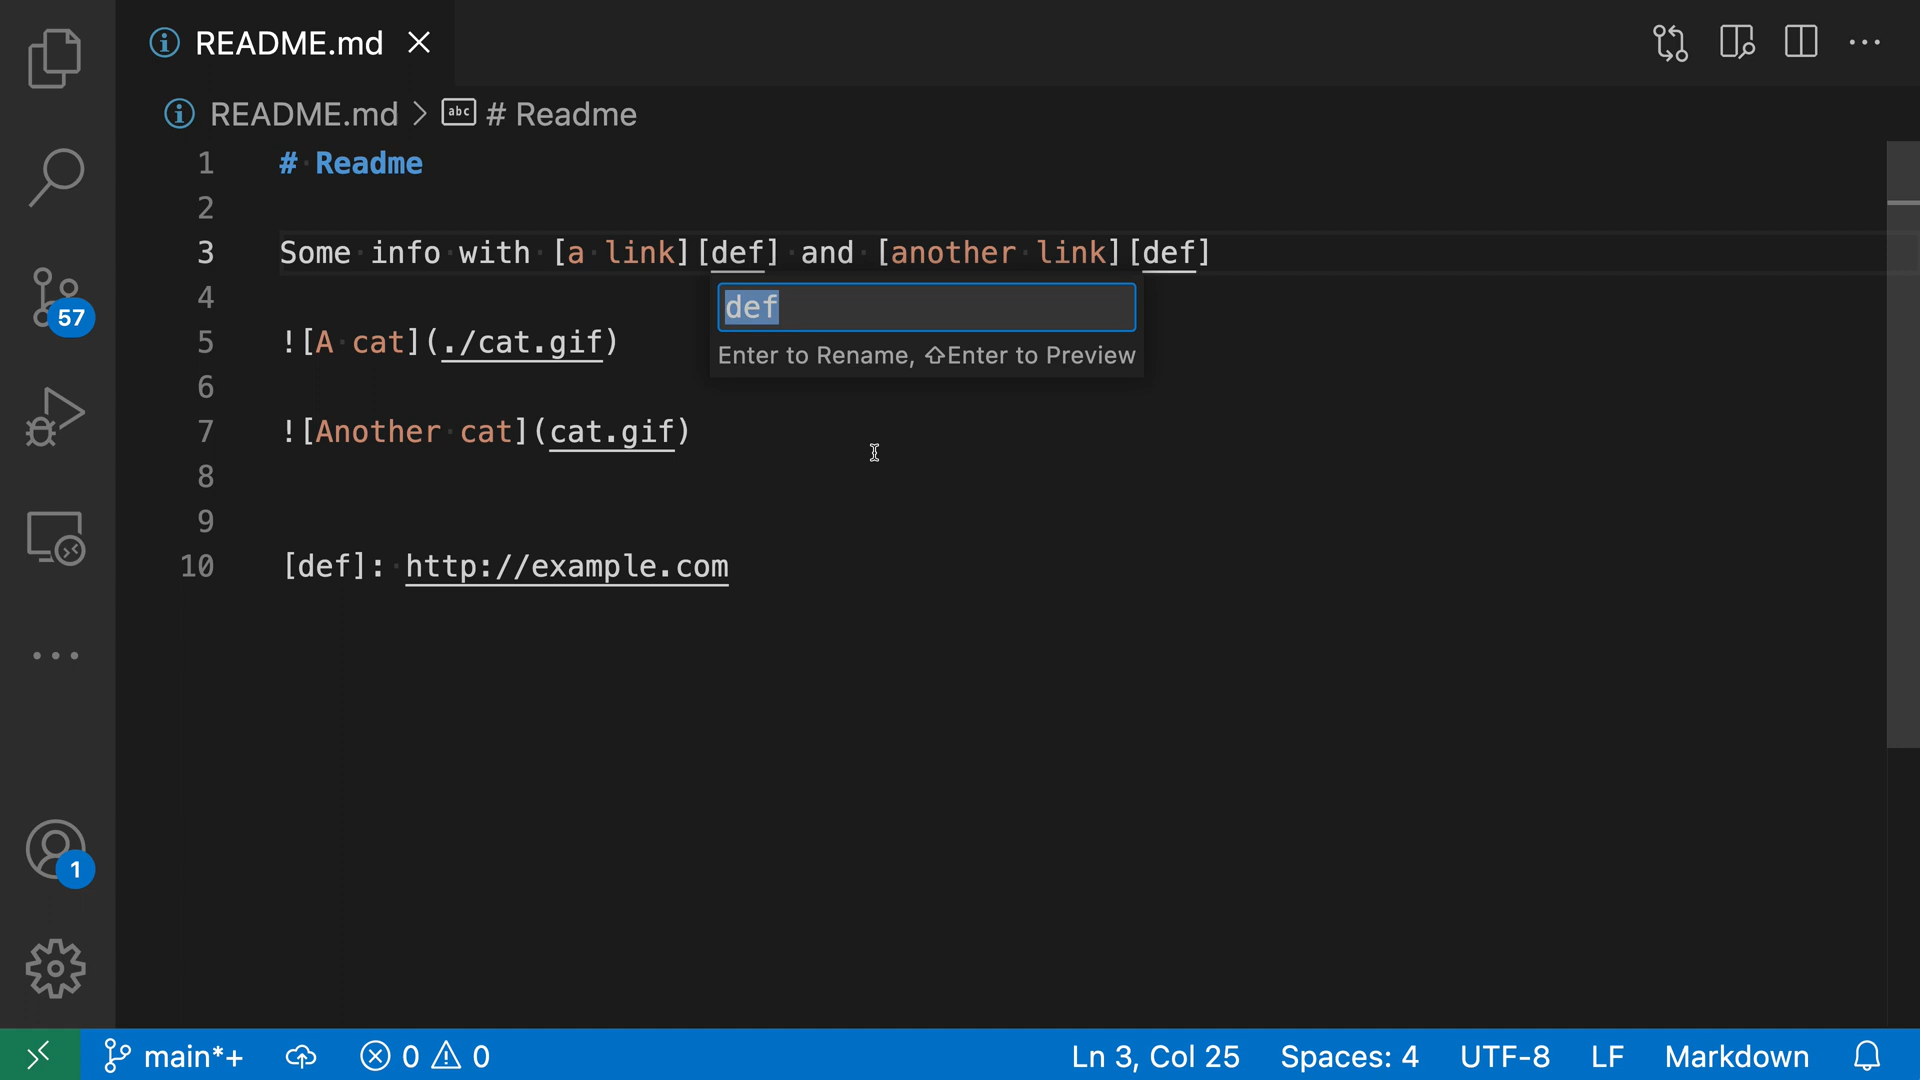 README.md
README.md > abc # Readme
1 # Readme
2
3 Some info with [a link][def] and [another link][def]
def
Enter to Rename, ⇧Enter to Preview
4
5 ![A cat](./cat.gif)
6
7 ![Another cat](cat.gif)
8
9
10 [def]: http://example.com
57
1
main*+ 0 0 Ln 3, Col 25 Spaces: 4 UTF-8 LF Markdown